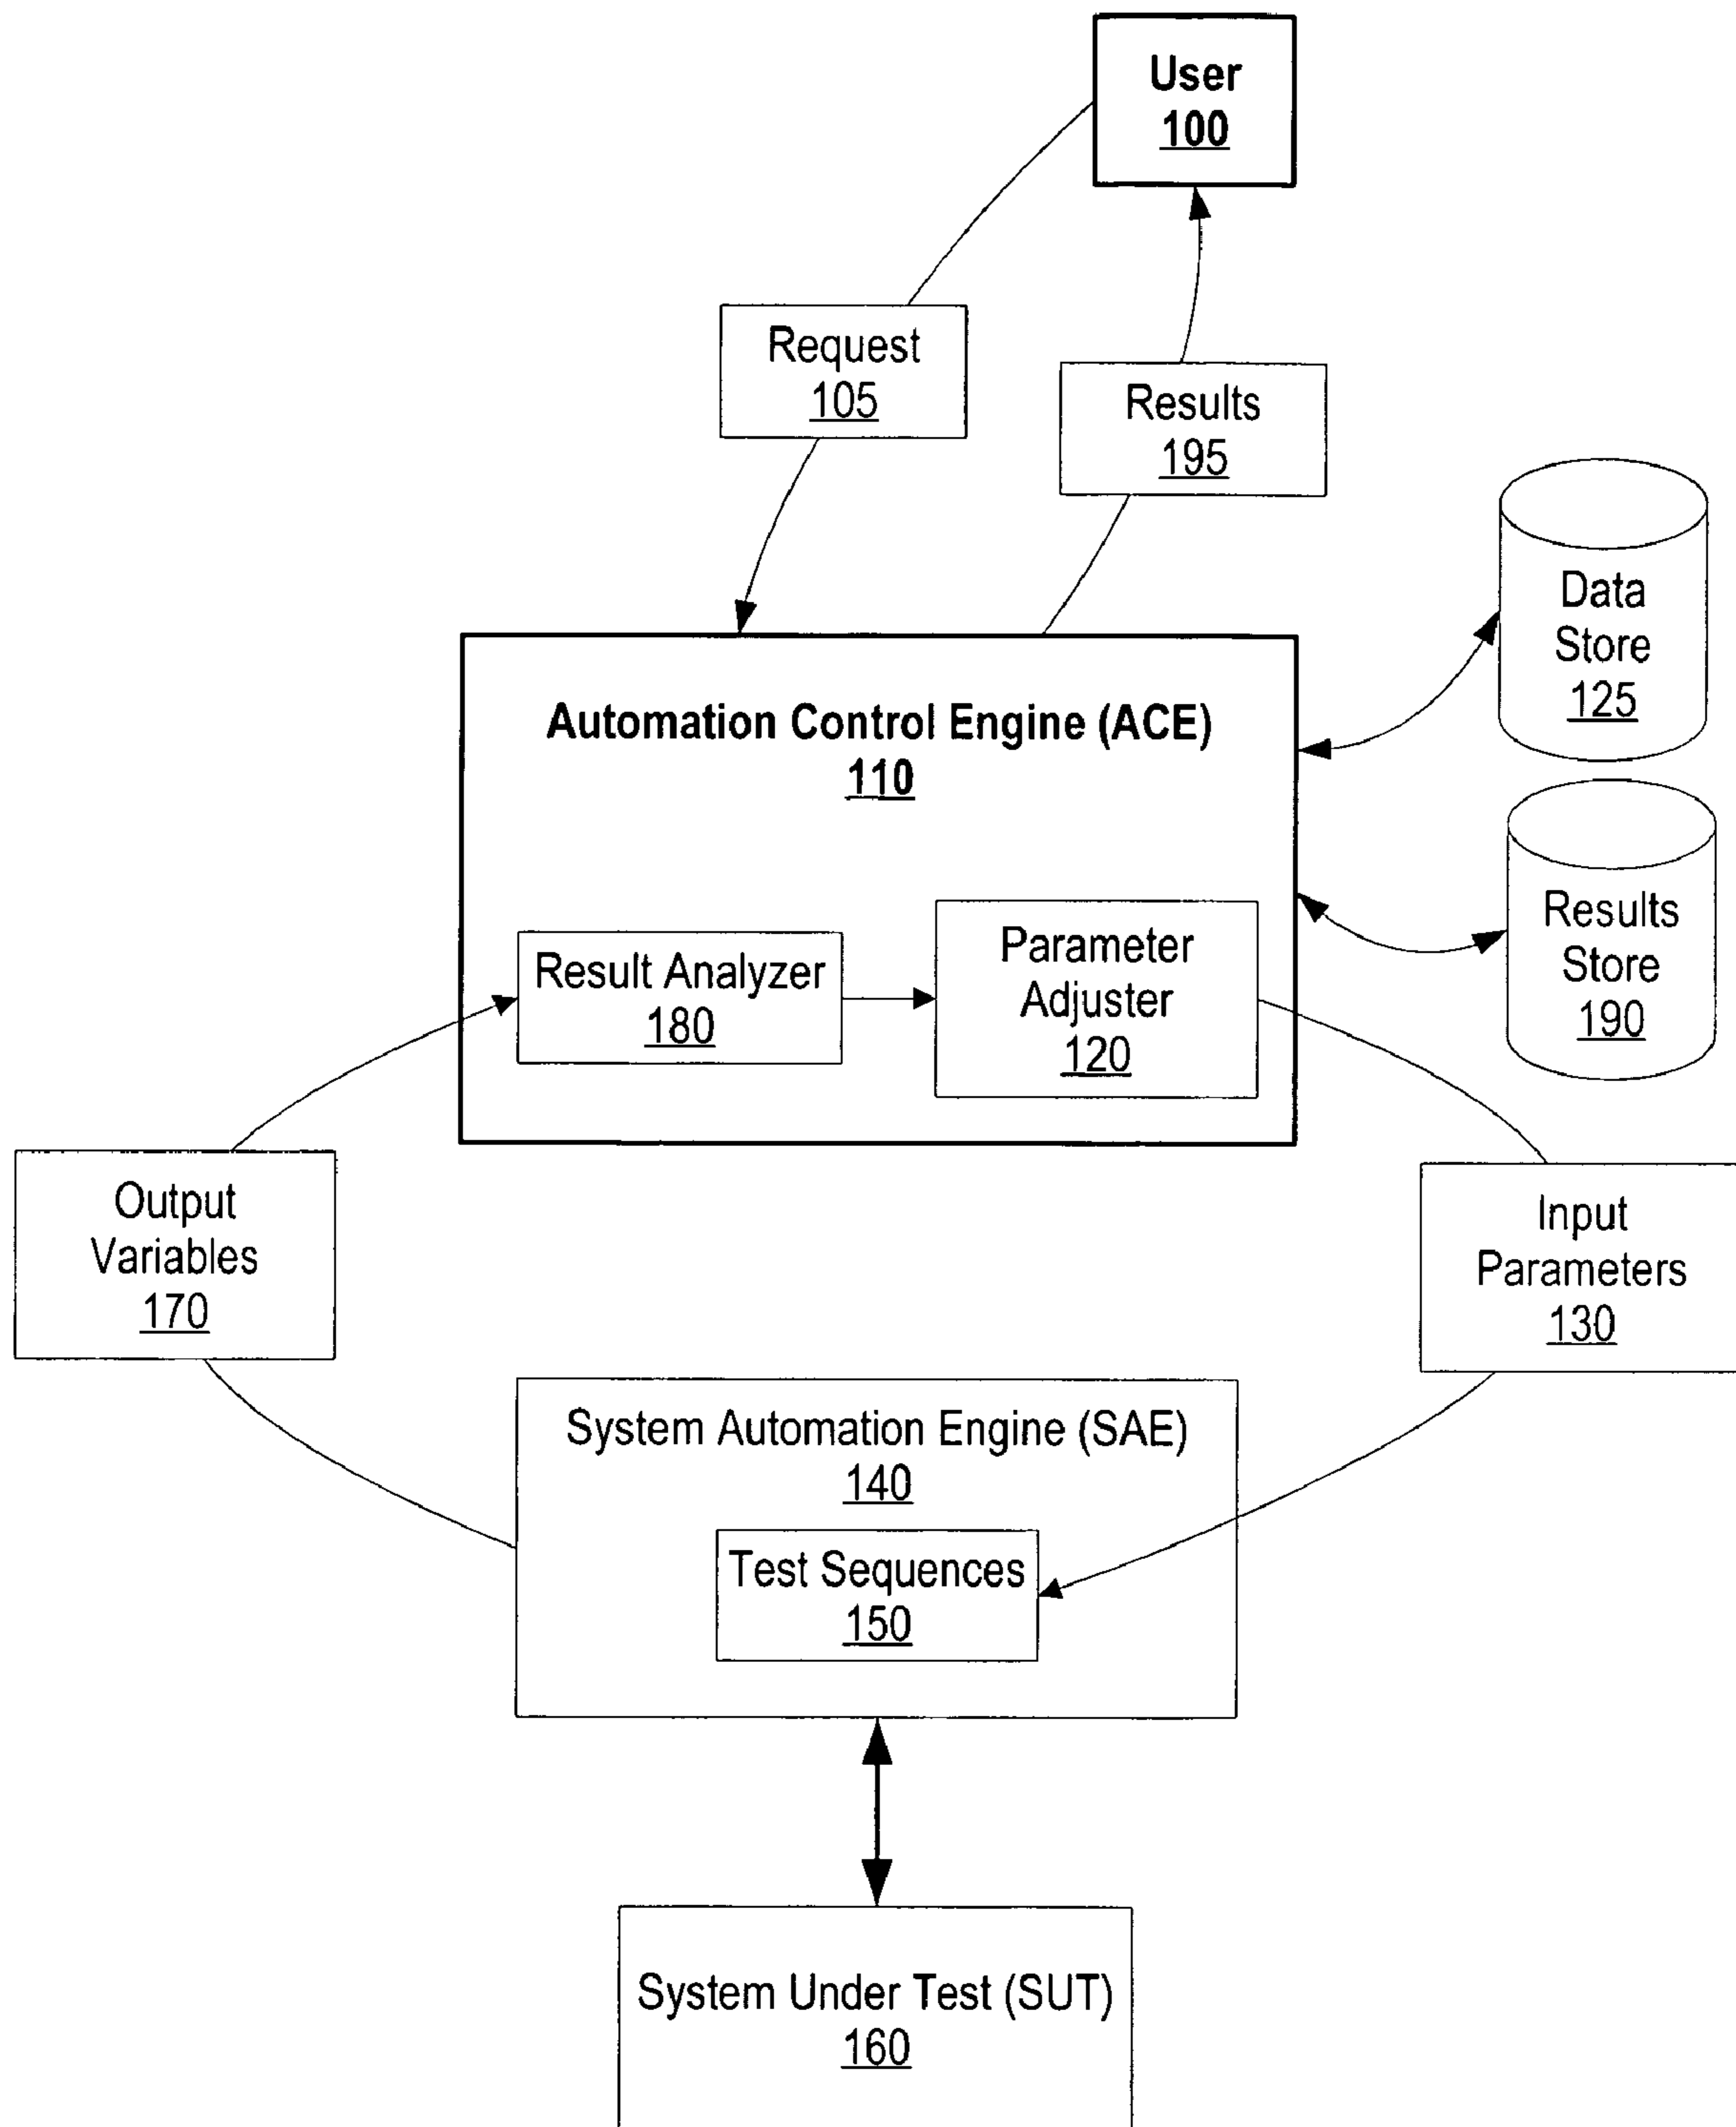 User
100
Request
105
Results
195
Data
Store
125
Automation Control Engine (ACE)
110
Results
Store
190
Result Analyzer
180
Parameter
Adjuster
120
Output
Variables
170
Input
Parameters
130
System Automation Engine (SAE)
140
Test Sequences
150
System Under Test (SUT)
160